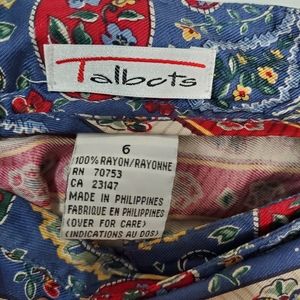 Talbots
6
100% RAYON/RAYONNE
RN 70753
CA 23147
MADE IN PHILIPPINES
FABRIQUE EN PHILIPPINES
(OVER FOR CARE)
(INDICATIONS AU DOS)